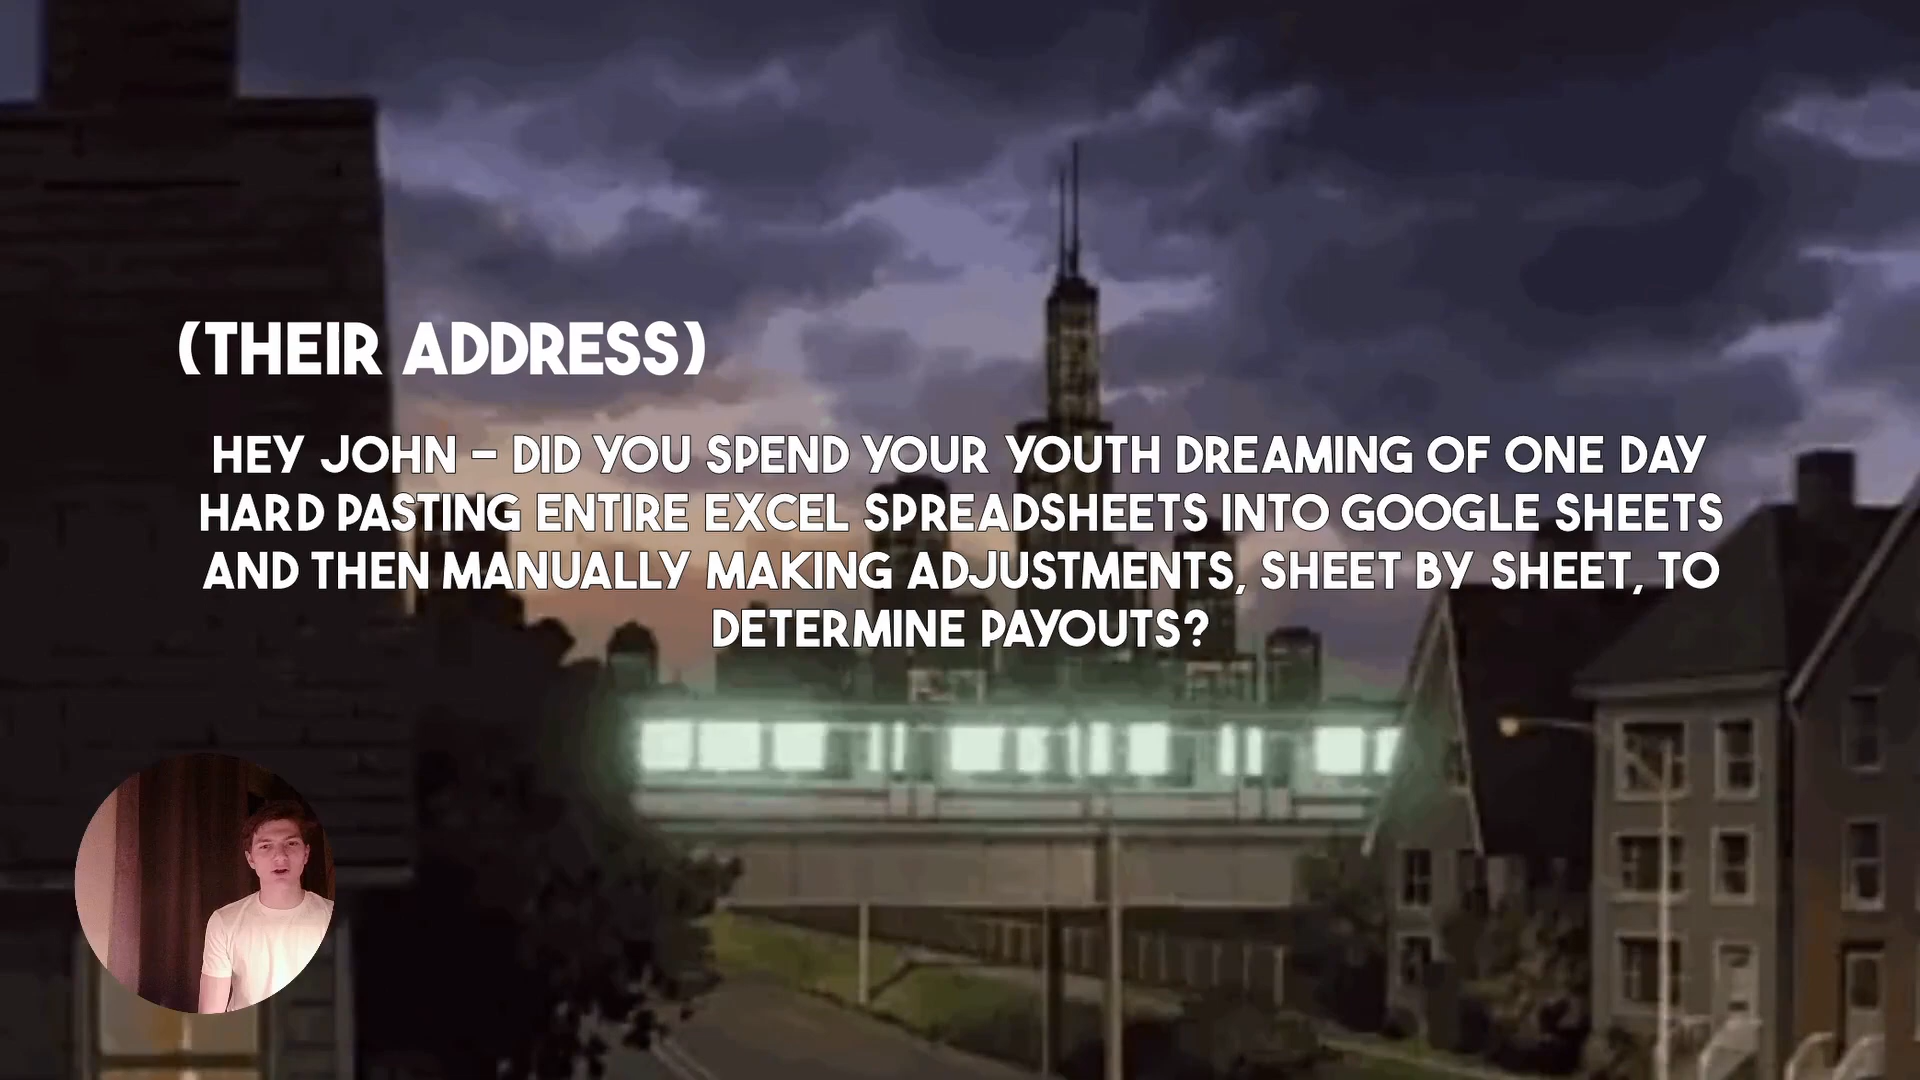 (THEIR ADDRESS)
HEY JOHN – DID YOU SPEND YOUR YOUTH DREAMING OF ONE DAY
HARD PASTING ENTIRE EXCEL SPREADSHEETS INTO GOOGLE SHEETS
AND THEN MANUALLY MAKING ADJUSTMENTS, SHEET BY SHEET, TO
DETERMINE PAYOUTS?